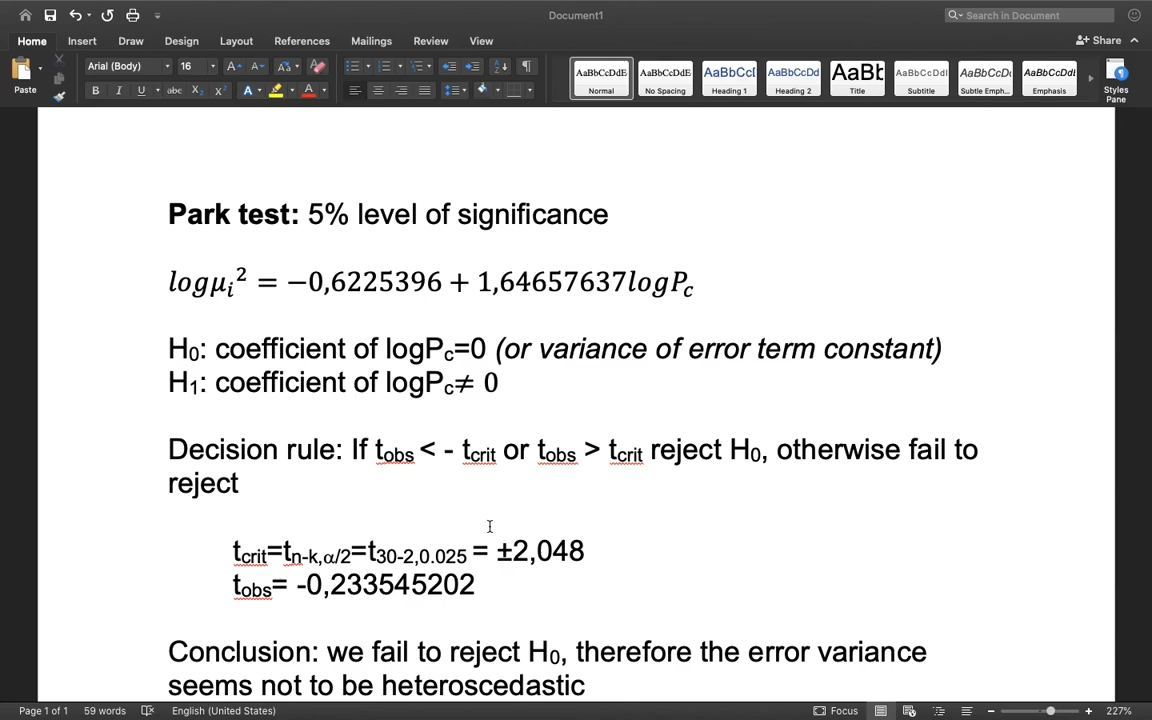 Document1
Search in Document
Home Insert Draw Design Layout References Mailings Review View
Share
Paste
Arial (Body) 16
AaBbCcDdE AaBbCcDdE AaBbCcI AaBbCcDd AaBb AaBbCcDdI AaBbCcDı AaBbCcDdI
Normal No Spacing Heading 1 Heading 2 Title Subtitle Subtle Emph... Emphasis
Styles Pane
Park test: 5% level of significance
logμᵢ² = −0,6225396 + 1,64657637logP꜀
H₀: coefficient of logPc=0 (or variance of error term constant)
H₁: coefficient of logPc≠ 0
Decision rule: If tobs < - tcrit or tobs > tcrit reject H₀, otherwise fail to
reject
tcrit=tn-k,α/2=t30-2,0.025 = ±2,048
tobs= -0,233545202
Conclusion: we fail to reject H₀, therefore the error variance
seems not to be heteroscedastic
Page 1 of 1 59 words English (United States) Focus 227%